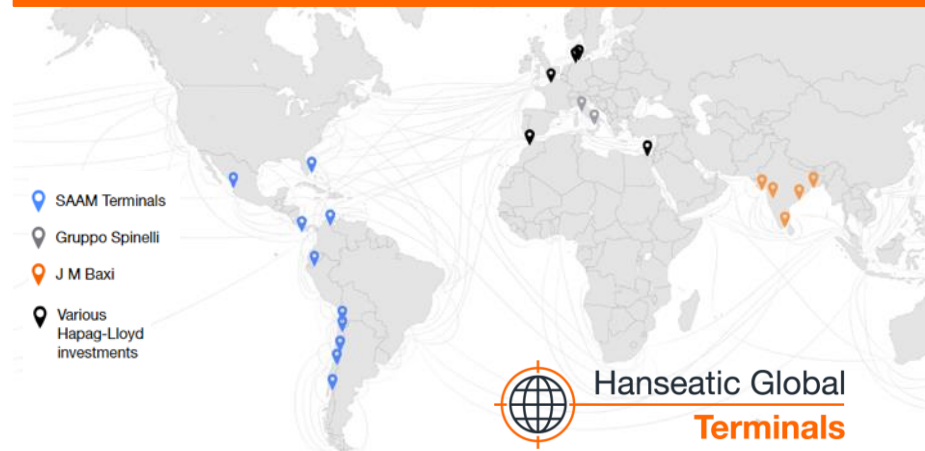 SAAM Terminals
Gruppo Spinelli
J M Baxi
Various
Hapag-Lloyd
investments
Hanseatic Global
Terminals